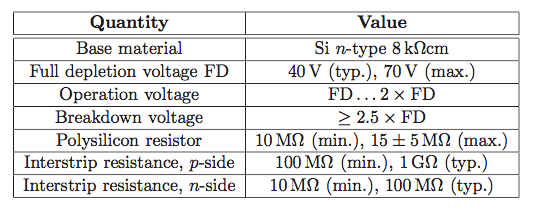 Quantity Value
Base material Si n-type 8 kΩcm
Full depletion voltage FD 40 V (typ.), 70 V (max.)
Operation voltage FD . . . 2 × FD
Breakdown voltage ≥ 2.5 × FD
Polysilicon resistor 10 MΩ (min.), 15 ± 5 MΩ (max.)
Interstrip resistance, p-side 100 MΩ (min.), 1 GΩ (typ.)
Interstrip resistance, n-side 10 MΩ (min.), 100 MΩ (typ.)